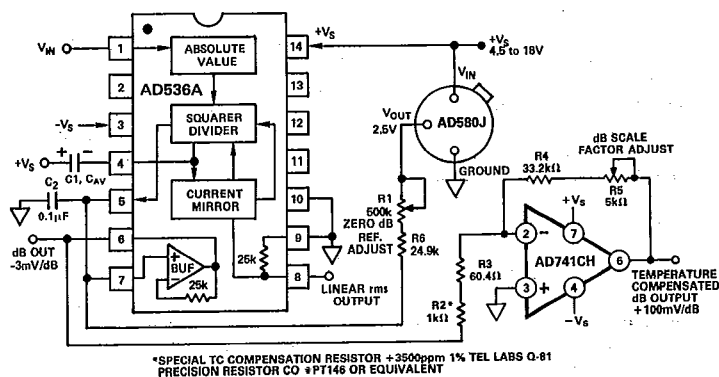 +VS
+VS
4.5 to 18V
VIN
1
2
3
4
5
6
7
14
13
12
11
10
9
8
ABSOLUTE
VALUE
AD536A
SQUARER
DIVIDER
CURRENT
MIRROR
-VS
+VS
+ −
C1, CAV
C2
0.1µF
dB OUT
-3mV/dB
+
BUF
−
25k
25k
LINEAR rms
OUTPUT
VIN
VOUT
2.5V
AD580J
GROUND
R1
500k
ZERO dB
REF.
ADJUST
R6
24.9k
R4
33.2kΩ
dB SCALE
FACTOR ADJUST
R5
5kΩ
+VS
R3
60.4Ω
R2*
1kΩ
2 −
7
AD741CH
6
3 +
4
−VS
TEMPERATURE
COMPENSATED
dB OUTPUT
+100mV/dB
*SPECIAL TC COMPENSATION RESISTOR +3500ppm 1% TEL LABS Q-81
PRECISION RESISTOR CO #PT146 OR EQUIVALENT